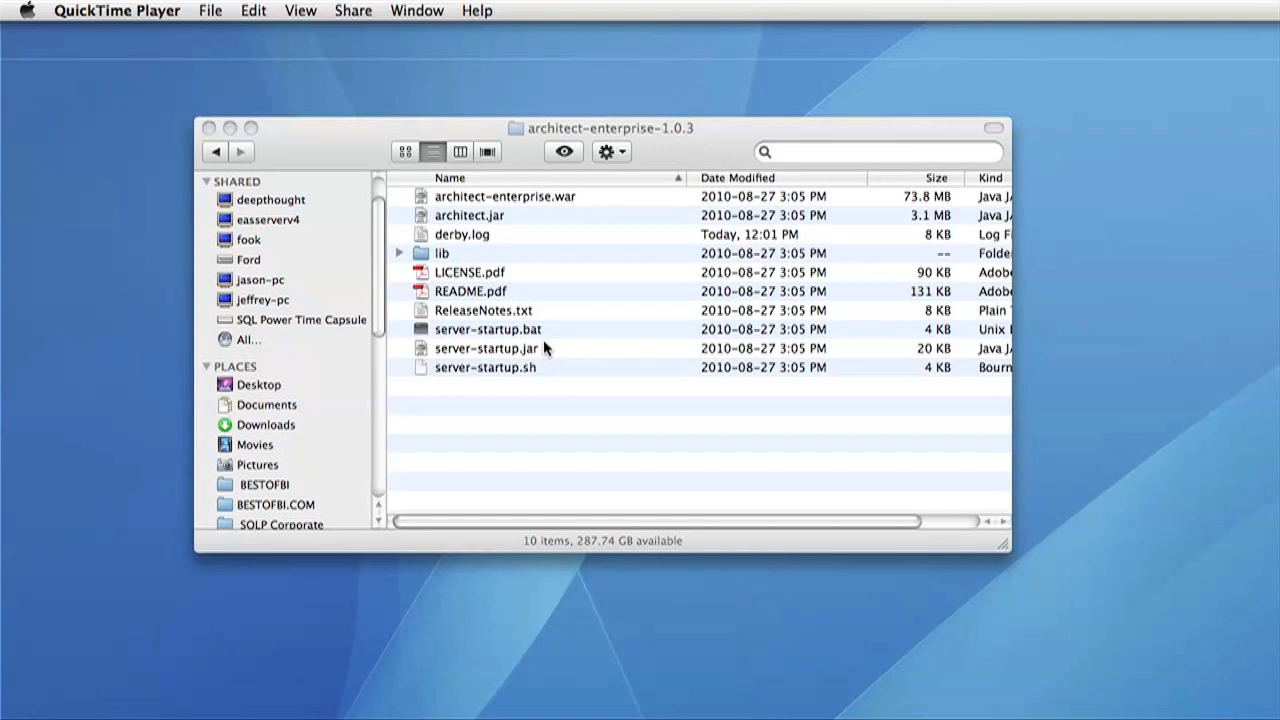 QuickTime Player File Edit View Share Window Help
architect-enterprise-1.0.3
Name Date Modified Size Kind
SHARED
deepthought
easserverv4
fook
Ford
jason-pc
jeffrey-pc
SQL Power Time Capsule
All...
PLACES
Desktop
Documents
Downloads
Movies
Pictures
BESTOFBI
BESTOFBI.COM
SQLP Corporate
architect-enterprise.war 2010-08-27 3:05 PM 73.8 MB Java J
architect.jar 2010-08-27 3:05 PM 3.1 MB Java J
derby.log Today, 12:01 PM 8 KB Log F
lib 2010-08-27 3:05 PM -- Folde
LICENSE.pdf 2010-08-27 3:05 PM 90 KB Adob
README.pdf 2010-08-27 3:05 PM 131 KB Adob
ReleaseNotes.txt 2010-08-27 3:05 PM 8 KB Plain
server-startup.bat 2010-08-27 3:05 PM 4 KB Unix
server-startup.jar 2010-08-27 3:05 PM 20 KB Java J
server-startup.sh 2010-08-27 3:05 PM 4 KB Bourn
10 items, 287.74 GB available